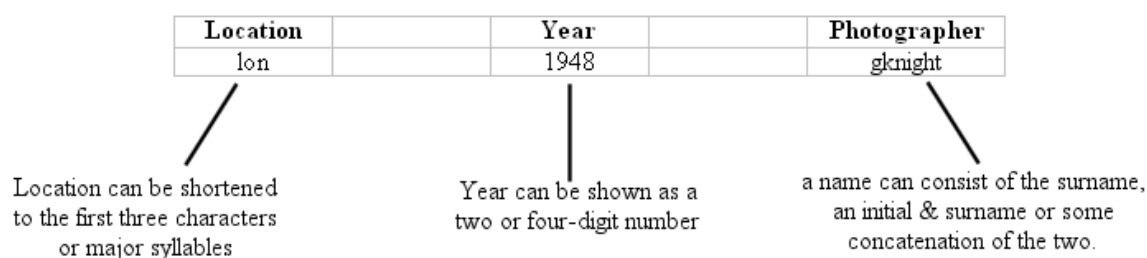 Location Year Photographer
lon 1948 gknight
Location can be shortened
to the first three characters
or major syllables
Year can be shown as a
two or four-digit number
a name can consist of the surname,
an initial & surname or some
concatenation of the two.